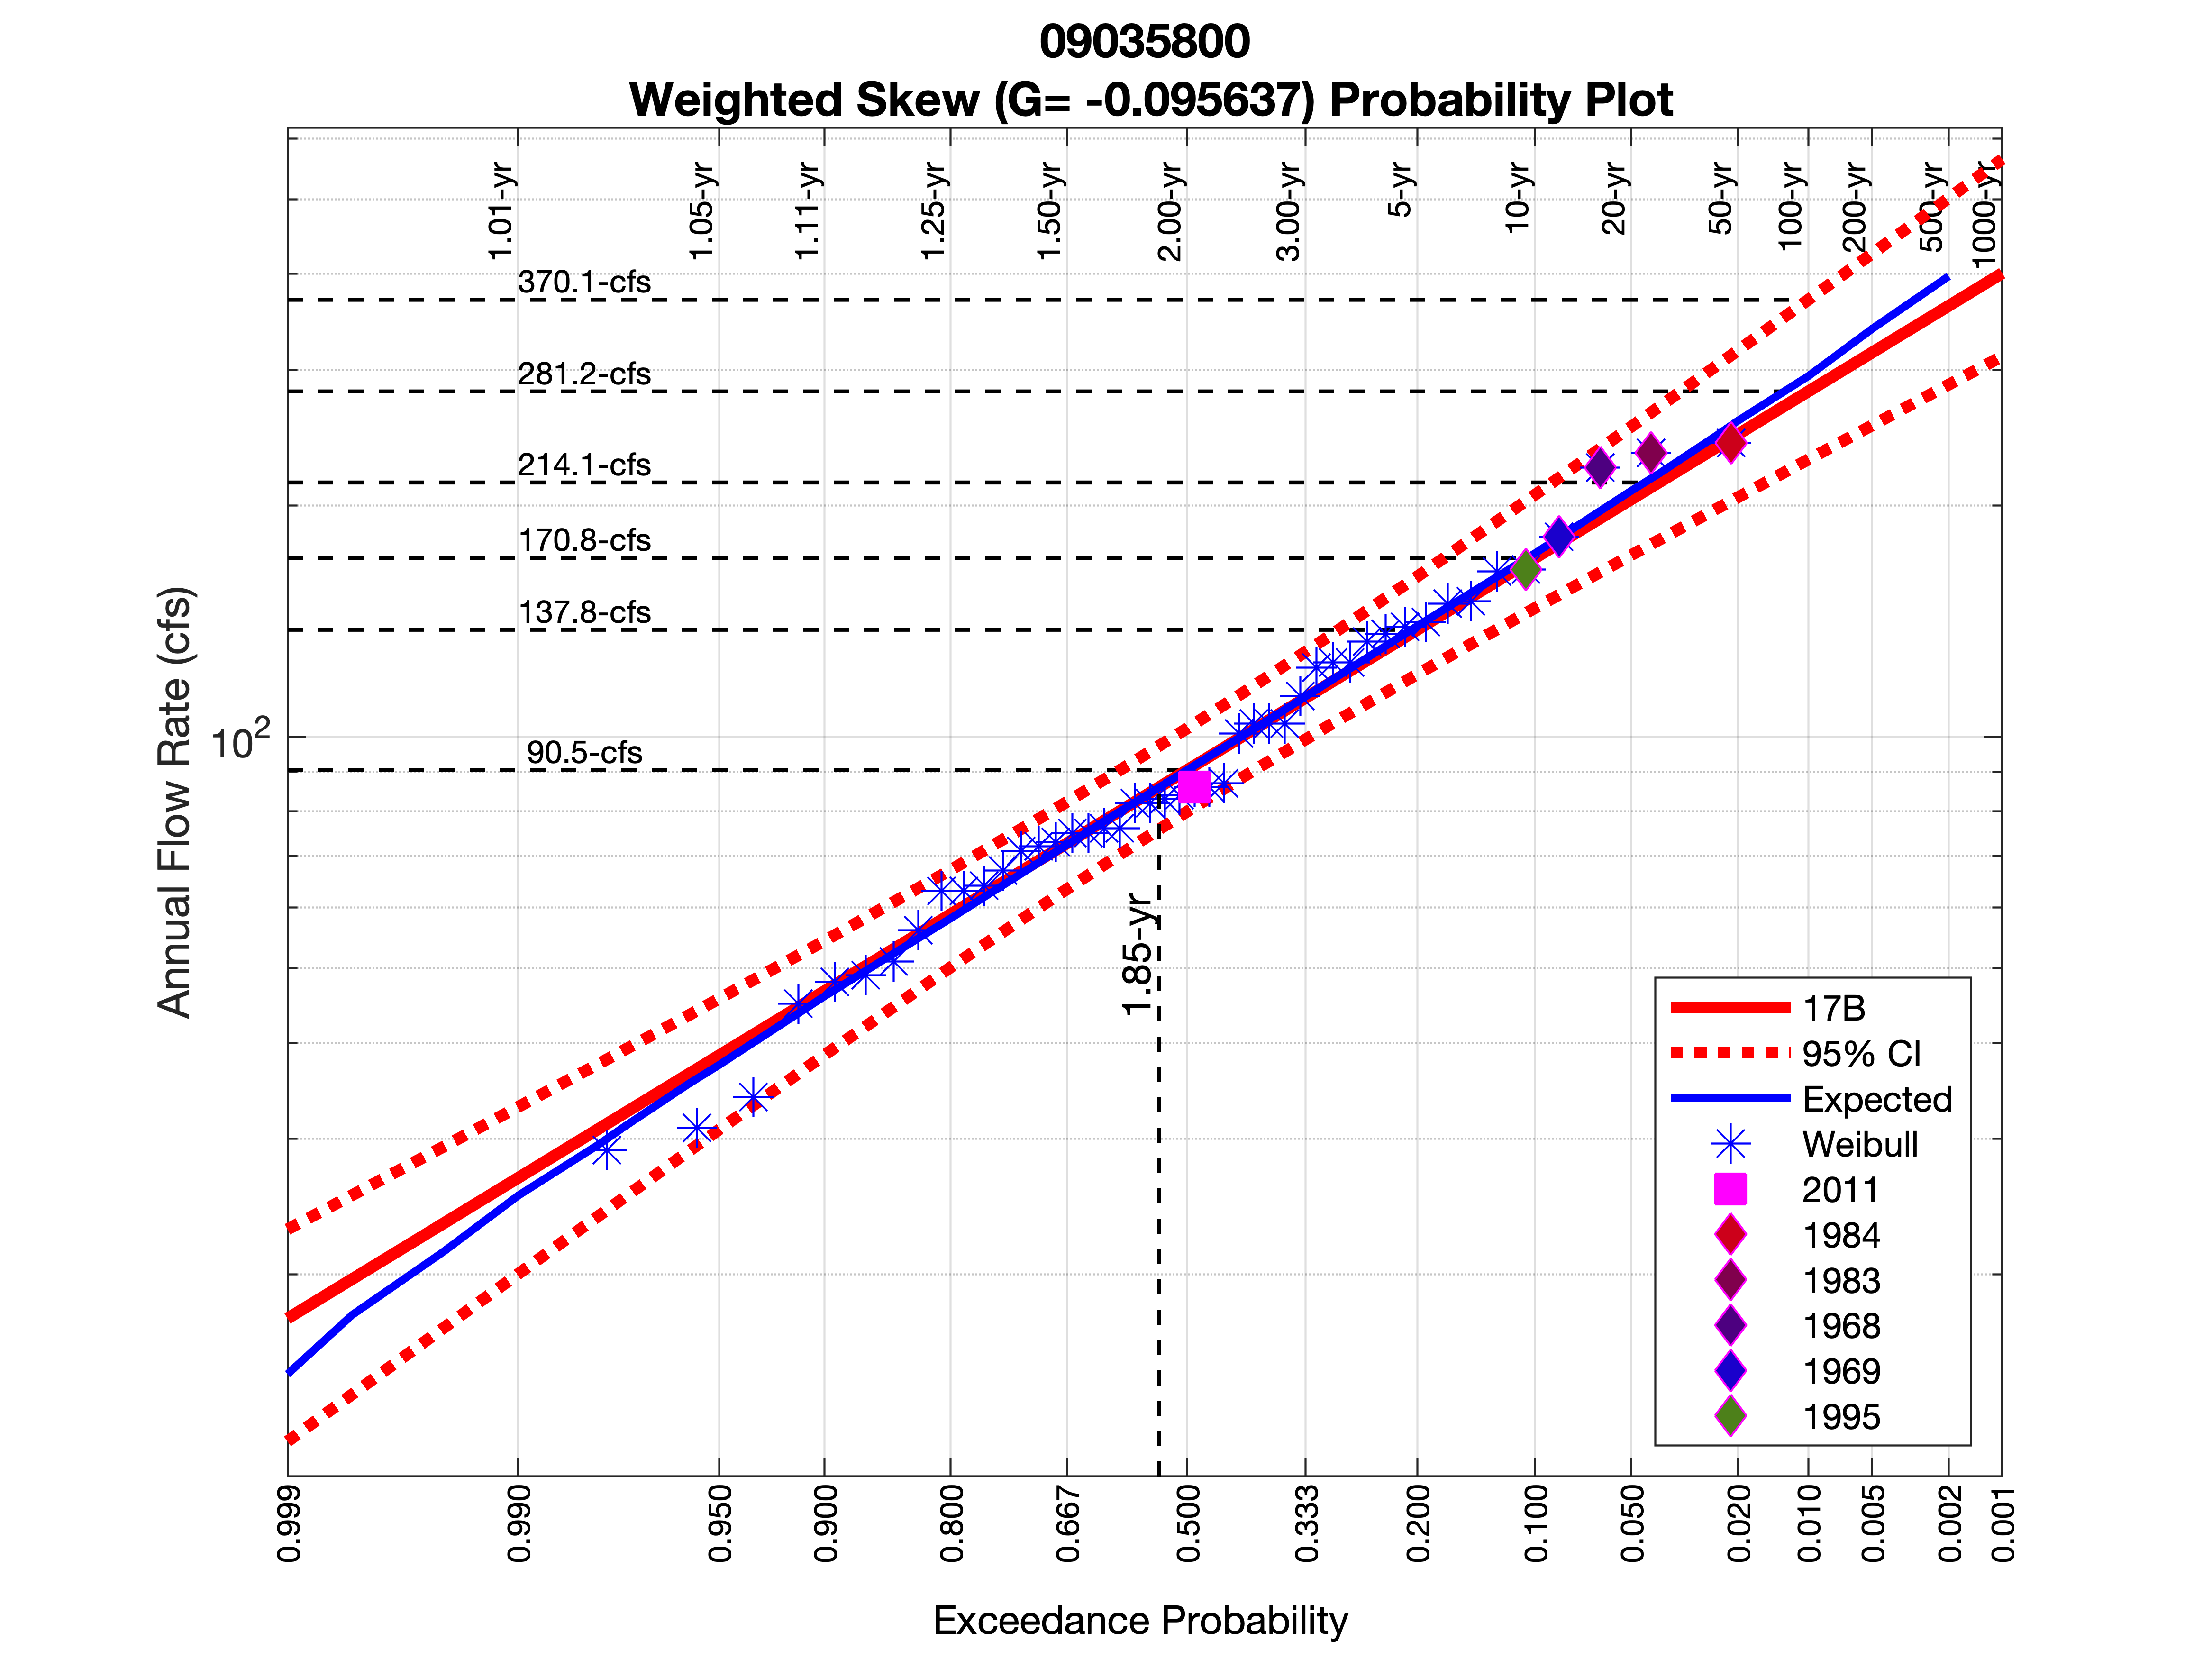 09035800
Weighted Skew (G= -0.095637) Probability Plot
1.01-yr
1.05-yr
1.11-yr
1.25-yr
1.50-yr
2.00-yr
3.00-yr
5-yr
10-yr
20-yr
50-yr
100-yr
200-yr
500-yr
1000-yr
370.1-cfs
281.2-cfs
214.1-cfs
170.8-cfs
137.8-cfs
90.5-cfs
1.85-yr
Annual Flow Rate (cfs)
10²
17B
95% CI
Expected
Weibull
2011
1984
1983
1968
1969
1995
0.999
0.990
0.950
0.900
0.800
0.667
0.500
0.333
0.200
0.100
0.050
0.020
0.010
0.005
0.002
0.001
Exceedance Probability